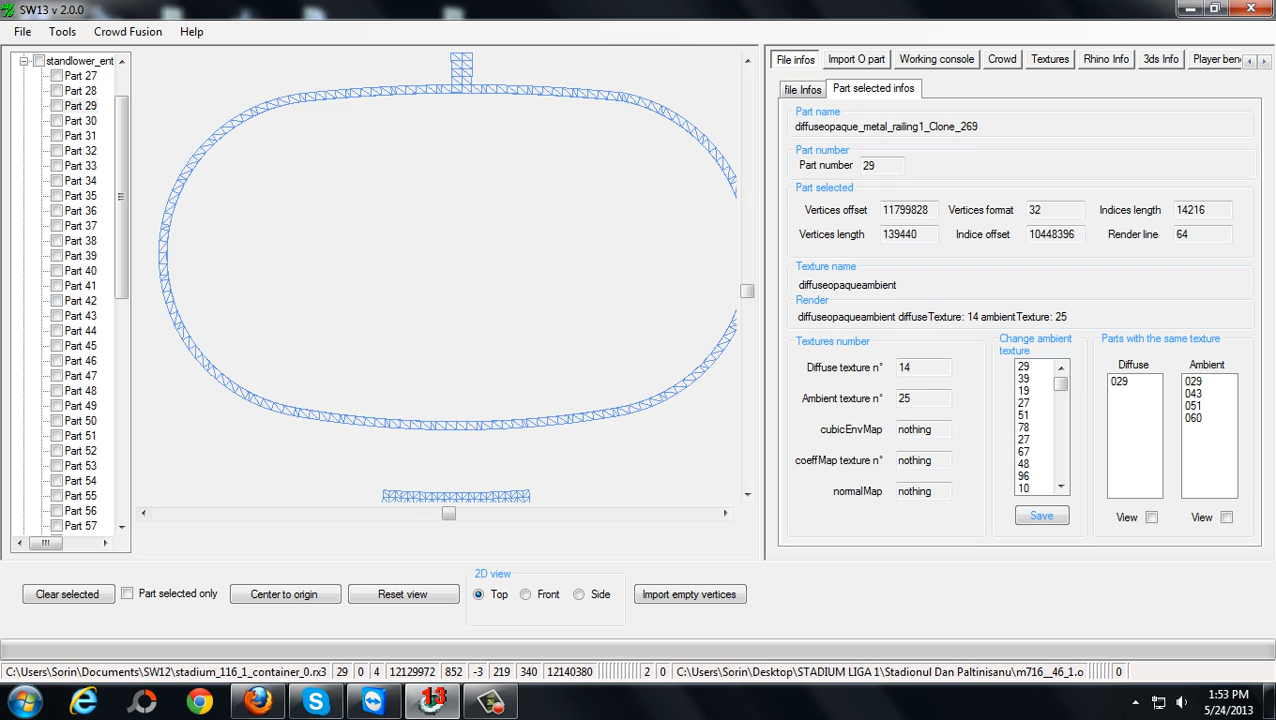 SW13 v 2.0.0
File Tools Crowd Fusion Help
standlower_ent
Part 27
Part 28
Part 29
Part 30
Part 31
Part 32
Part 33
Part 34
Part 35
Part 36
Part 37
Part 38
Part 39
Part 40
Part 41
Part 42
Part 43
Part 44
Part 45
Part 46
Part 47
Part 48
Part 49
Part 50
Part 51
Part 52
Part 53
Part 54
Part 55
Part 56
Part 57
File infos Import O part Working console Crowd Textures Rhino Info 3ds Info Player benc
file Infos Part selected infos
Part name
diffuseopaque_metal_railing1_Clone_269
Part number
Part number 29
Part selected
Vertices offset 11799828 Vertices format 32 Indices length 14216
Vertices length 139440 Indice offset 10448396 Render line 64
Texture name
diffuseopaqueambient
Render
diffuseopaqueambient diffuseTexture: 14 ambientTexture: 25
Textures number
Diffuse texture n° 14
Ambient texture n° 25
cubicEnvMap nothing
coeffMap texture n° nothing
normalMap nothing
Change ambient
texture
29
39
19
27
51
78
27
67
48
96
10
Save
Parts with the same texture
Diffuse Ambient
029 029
043
051
060
View View
Clear selected Part selected only Center to origin Reset view
2D view
Top Front Side
Import empty vertices
C:\Users\Sorin\Documents\SW12\stadium_116_1_container_0.rx3 29 0 4 12129972 852 -3 219 340 12140380 2 0 C:\Users\Sorin\Desktop\STADIUM LIGA 1\Stadionul Dan Paltinisanu\m716__46_1.o 0
13
1:53 PM
5/24/2013